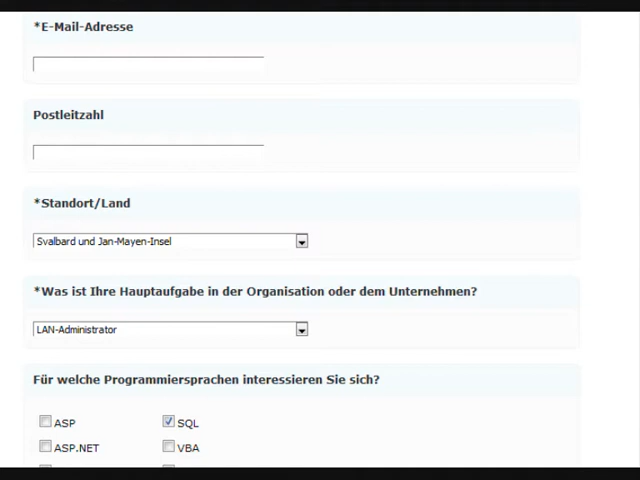 *E-Mail-Adresse
Postleitzahl
*Standort/Land
Svalbard und Jan-Mayen-Insel
*Was ist Ihre Hauptaufgabe in der Organisation oder dem Unternehmen?
LAN-Administrator
Für welche Programmiersprachen interessieren Sie sich?
ASP SQL
ASP.NET VBA